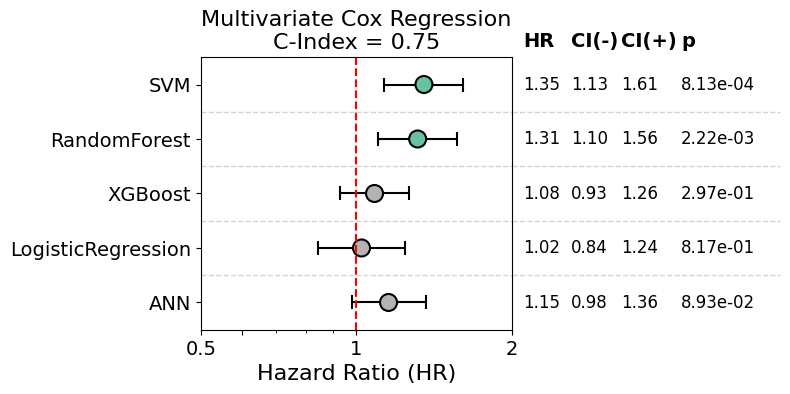 Multivariate Cox Regression
C-Index = 0.75
HR CI(-) CI(+) p
SVM 1.35 1.13 1.61 8.13e-04
RandomForest 1.31 1.10 1.56 2.22e-03
XGBoost 1.08 0.93 1.26 2.97e-01
LogisticRegression 1.02 0.84 1.24 8.17e-01
ANN 1.15 0.98 1.36 8.93e-02
0.5 1 2
Hazard Ratio (HR)